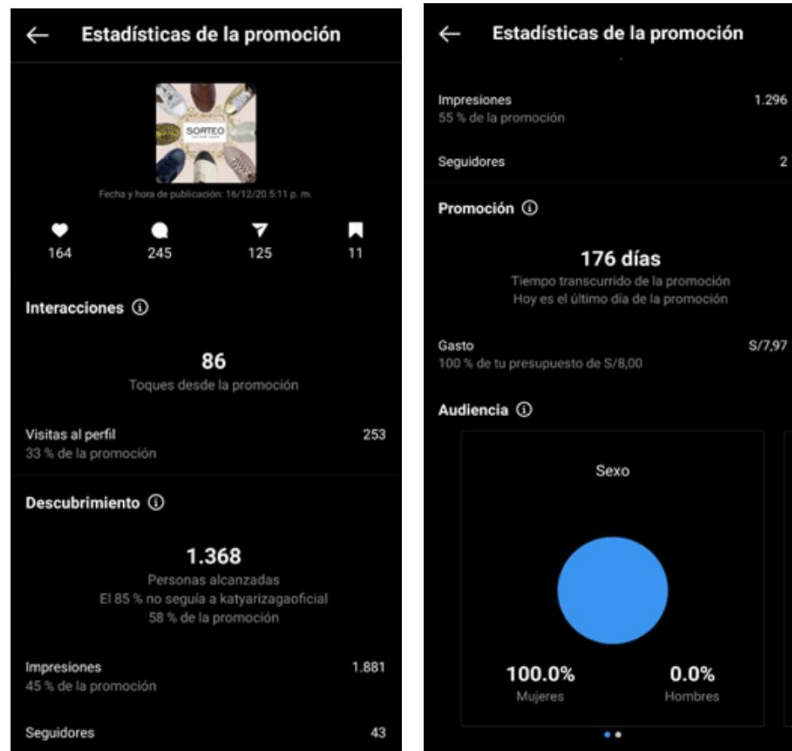 Estadísticas de la promoción
SORTEO
Fecha y hora de publicación: 16/12/20 5:11 p. m.
164 245 125 11
Interacciones
86
Toques desde la promoción
Visitas al perfil 253
33 % de la promoción
Descubrimiento
1.368
Personas alcanzadas
El 85 % no seguía a katyarizagaoficial
58 % de la promoción
Impresiones 1.881
45 % de la promoción
Seguidores 43
Estadísticas de la promoción
Impresiones 1.296
55 % de la promoción
Seguidores 2
Promoción
176 días
Tiempo transcurrido de la promoción
Hoy es el último día de la promoción
Gasto S/7,97
100 % de tu presupuesto de S/8,00
Audiencia
Sexo
100.0% 0.0%
Mujeres Hombres